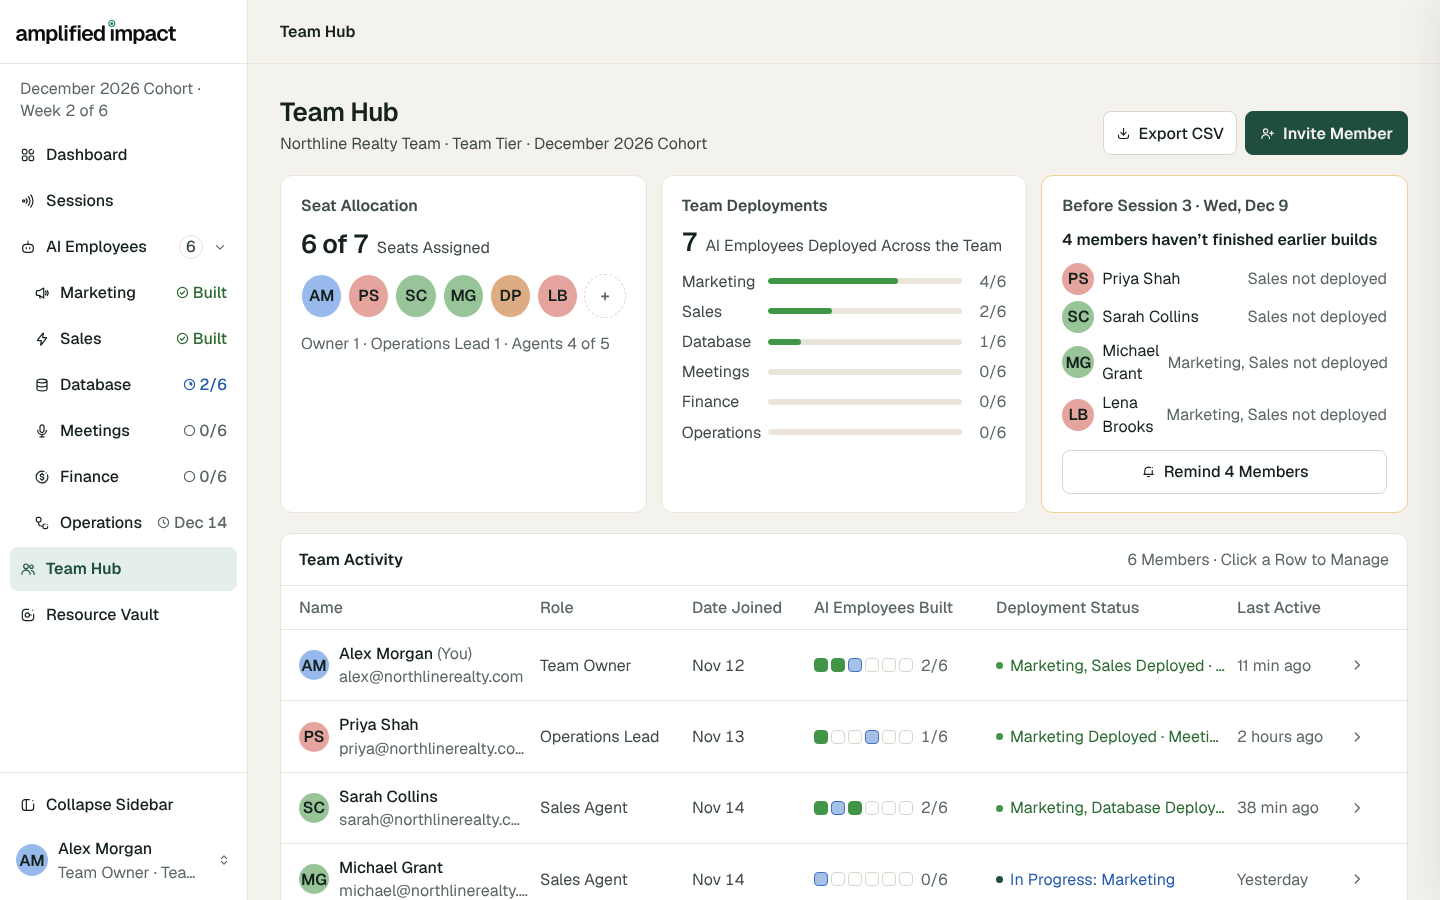 amplified impact
December 2026 Cohort ·
Week 2 of 6
Dashboard
Sessions
AI Employees 6
Marketing Built
Sales Built
Database 2/6
Meetings 0/6
Finance 0/6
Operations Dec 14
Team Hub
Resource Vault
Collapse Sidebar
AM Alex Morgan
Team Owner · Tea...
Team Hub
Team Hub
Northline Realty Team · Team Tier · December 2026 Cohort
Export CSV
Invite Member
Seat Allocation
6 of 7 Seats Assigned
AM PS SC MG DP LB +
Owner 1 · Operations Lead 1 · Agents 4 of 5
Team Deployments
7 AI Employees Deployed Across the Team
Marketing 4/6
Sales 2/6
Database 1/6
Meetings 0/6
Finance 0/6
Operations 0/6
Before Session 3 · Wed, Dec 9
4 members haven’t finished earlier builds
PS Priya Shah Sales not deployed
SC Sarah Collins Sales not deployed
MG Michael Grant Marketing, Sales not deployed
LB Lena Brooks Marketing, Sales not deployed
Remind 4 Members
Team Activity
6 Members · Click a Row to Manage
Name Role Date Joined AI Employees Built Deployment Status Last Active
AM Alex Morgan (You)
alex@northlinerealty.com
Team Owner Nov 12 2/6 Marketing, Sales Deployed · ... 11 min ago
PS Priya Shah
priya@northlinerealty.co...
Operations Lead Nov 13 1/6 Marketing Deployed · Meeti... 2 hours ago
SC Sarah Collins
sarah@northlinerealty.c...
Sales Agent Nov 14 2/6 Marketing, Database Deploy... 38 min ago
MG Michael Grant
michael@northlinerealty....
Sales Agent Nov 14 0/6 In Progress: Marketing Yesterday